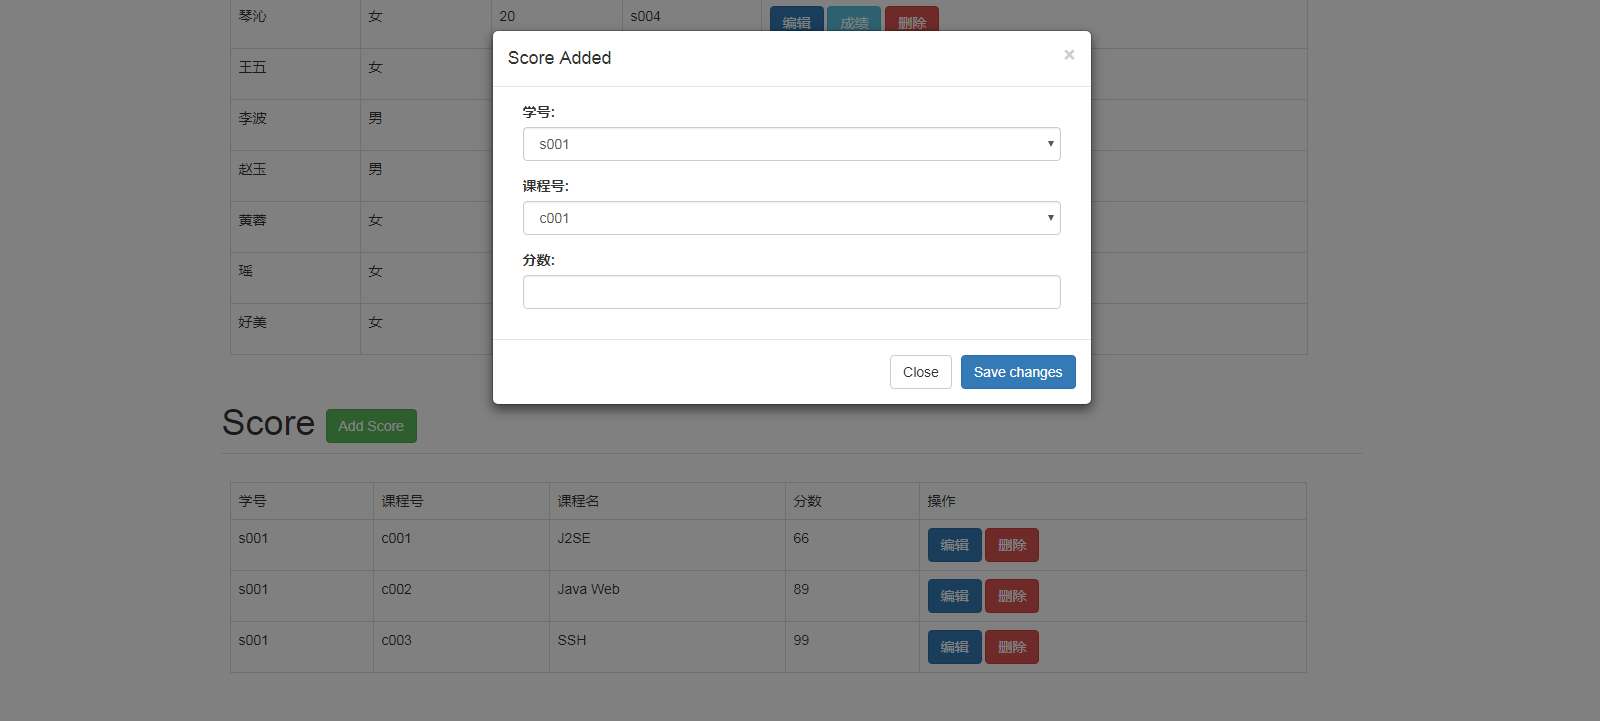 琴沁 女 20 s004 编辑 成绩 删除
Score Added ×
王五 女
李波 男
赵玉 男
黄蓉 女
瑶 女
好美 女
学号:
s001
课程号:
c001
分数:
Close Save changes
Score Add Score
学号 课程号 课程名 分数 操作
s001 c001 J2SE 66 编辑 删除
s001 c002 Java Web 89 编辑 删除
s001 c003 SSH 99 编辑 删除